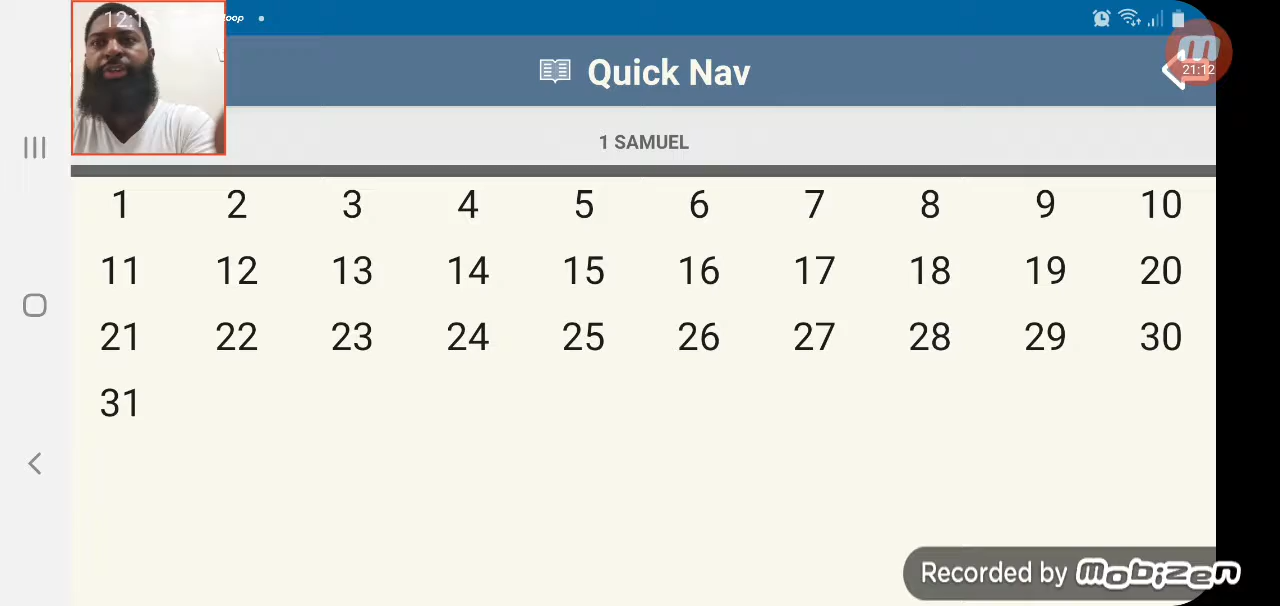 Quick Nav
21:12
1 SAMUEL
1 2 3 4 5 6 7 8 9 10
11 12 13 14 15 16 17 18 19 20
21 22 23 24 25 26 27 28 29 30
31
Recorded by mobizen